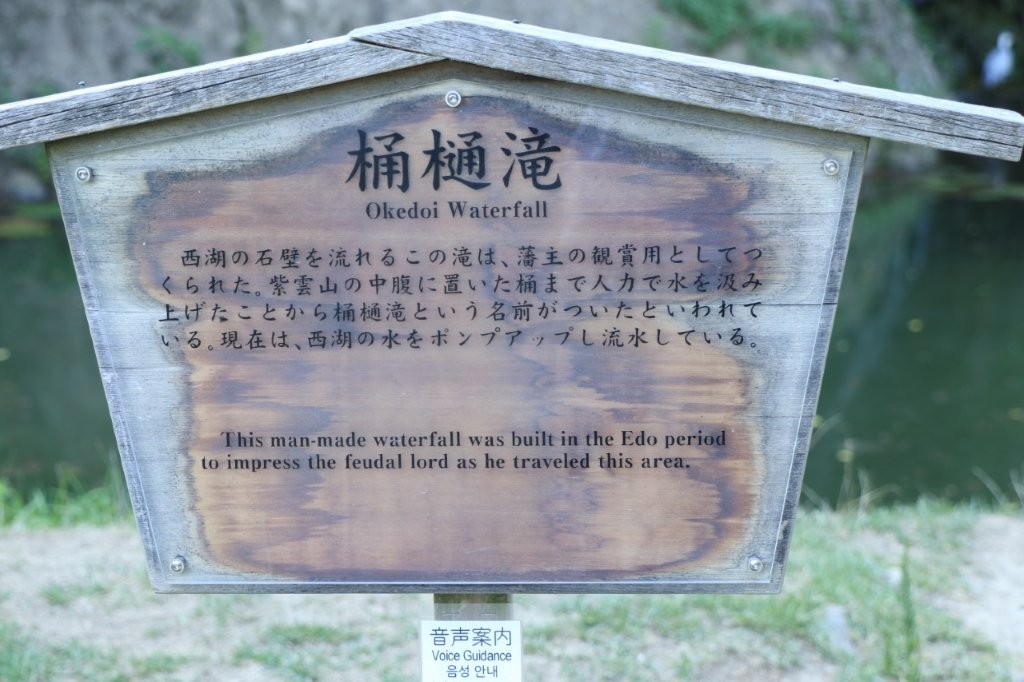 桶樋滝
Okedoi Waterfall
西湖の石壁を流れるこの滝は、藩主の観賞用としてつ
くられた。紫雲山の中腹に置いた桶まで人力で水を汲み
上げたことから桶樋滝という名前がついたといわれて
いる。現在は、西湖の水をポンプアップし流水している。
This man-made waterfall was built in the Edo period
to impress the feudal lord as he traveled this area.
音声案内
Voice Guidance
음성 안내